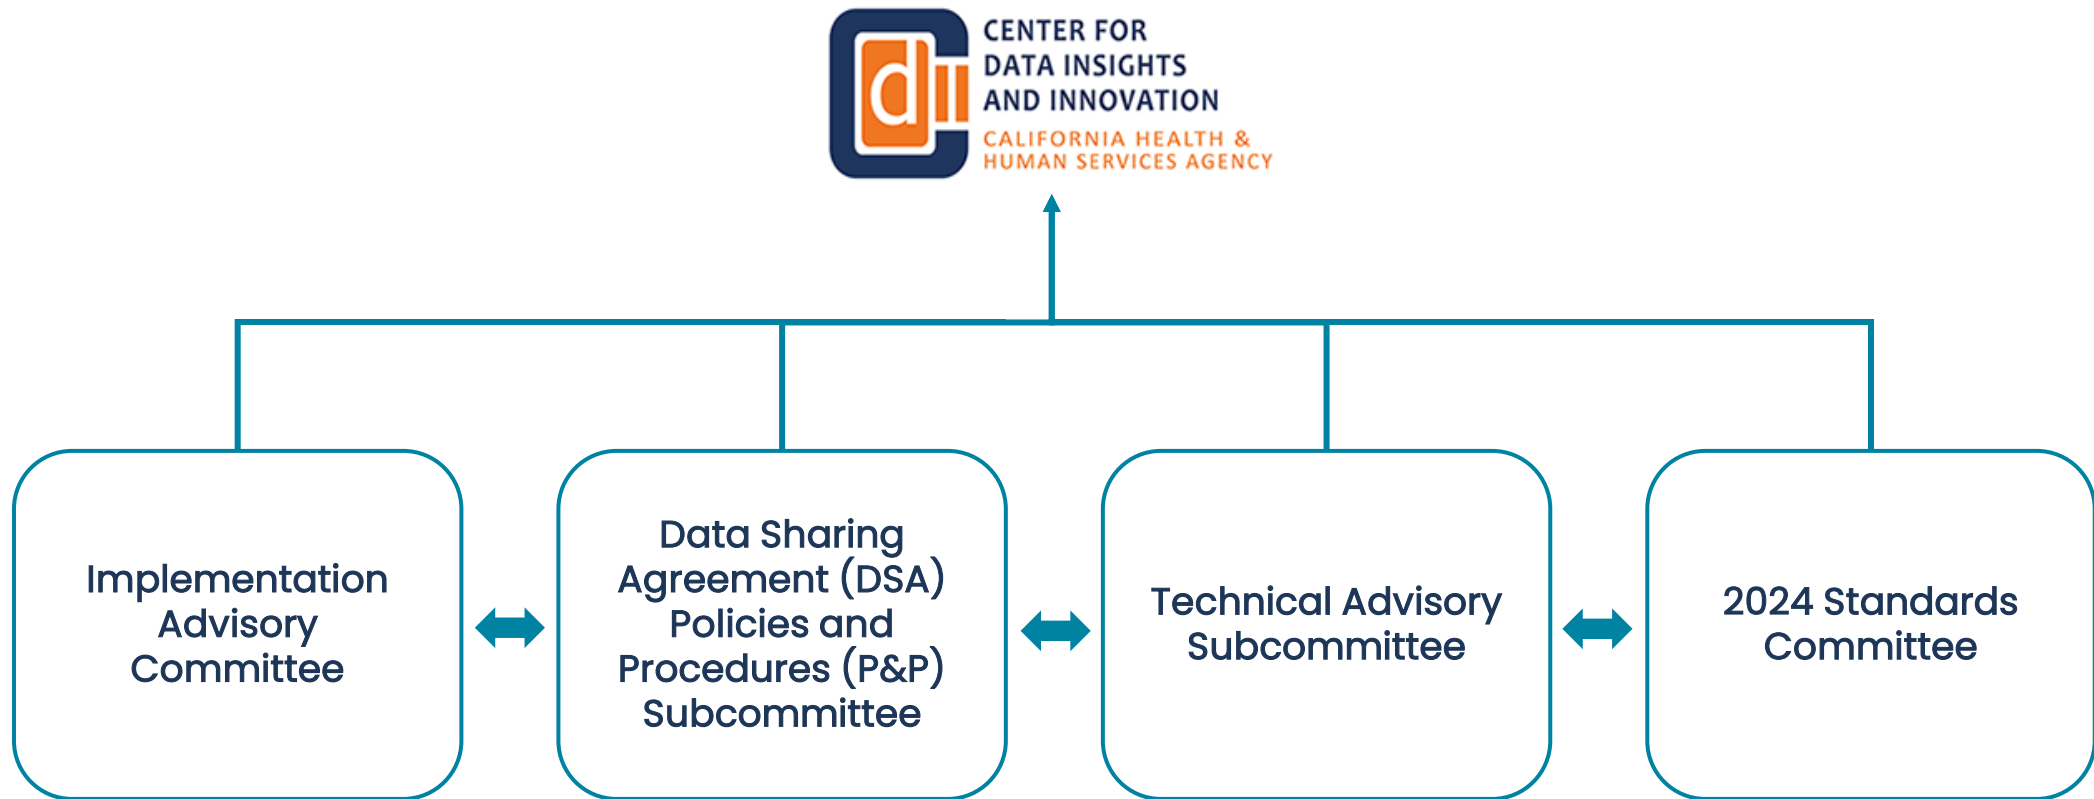 cdii
CENTER FOR
DATA INSIGHTS
AND INNOVATION
CALIFORNIA HEALTH &
HUMAN SERVICES AGENCY
Implementation
Advisory
Committee
Data Sharing
Agreement (DSA)
Policies and
Procedures (P&P)
Subcommittee
Technical Advisory
Subcommittee
2024 Standards
Committee